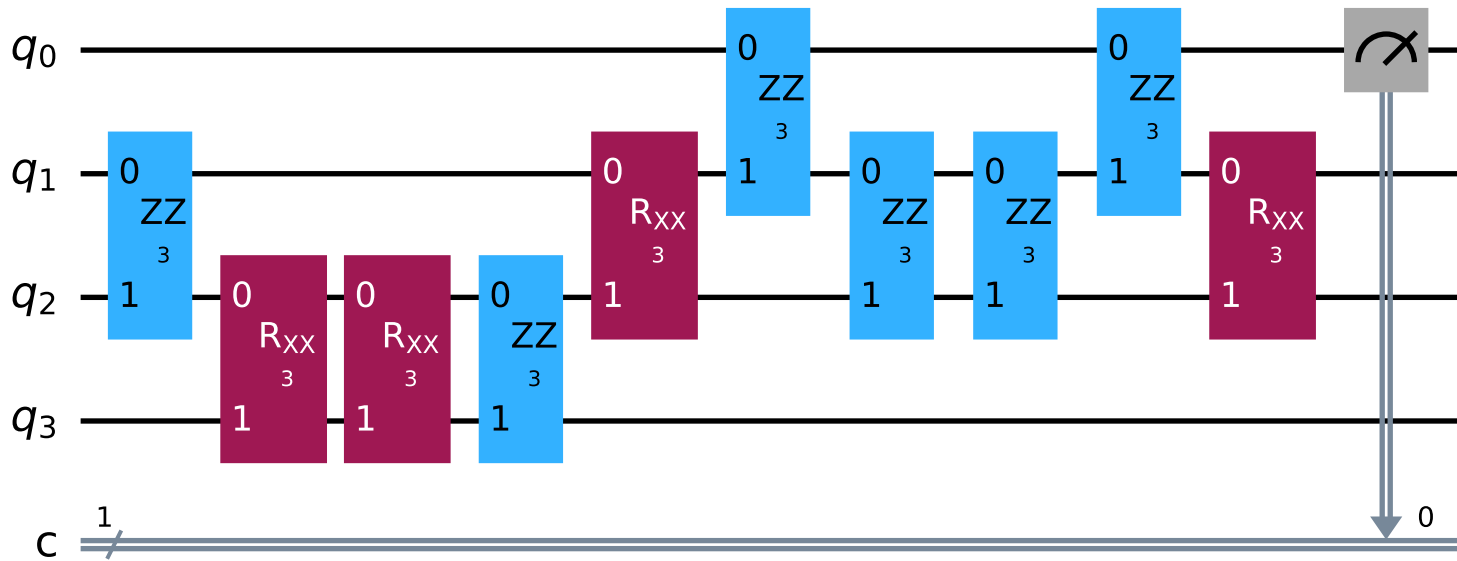 q0 0 ZZ 3 1 0 ZZ 3 1
q1 0 ZZ 3 1 0 RXX 3 1 0 ZZ 3 1 0 ZZ 3 1 0 RXX 3 1
q2 0 RXX 3 1 0 RXX 3 1 0 ZZ 3 1
q3
c 1 0